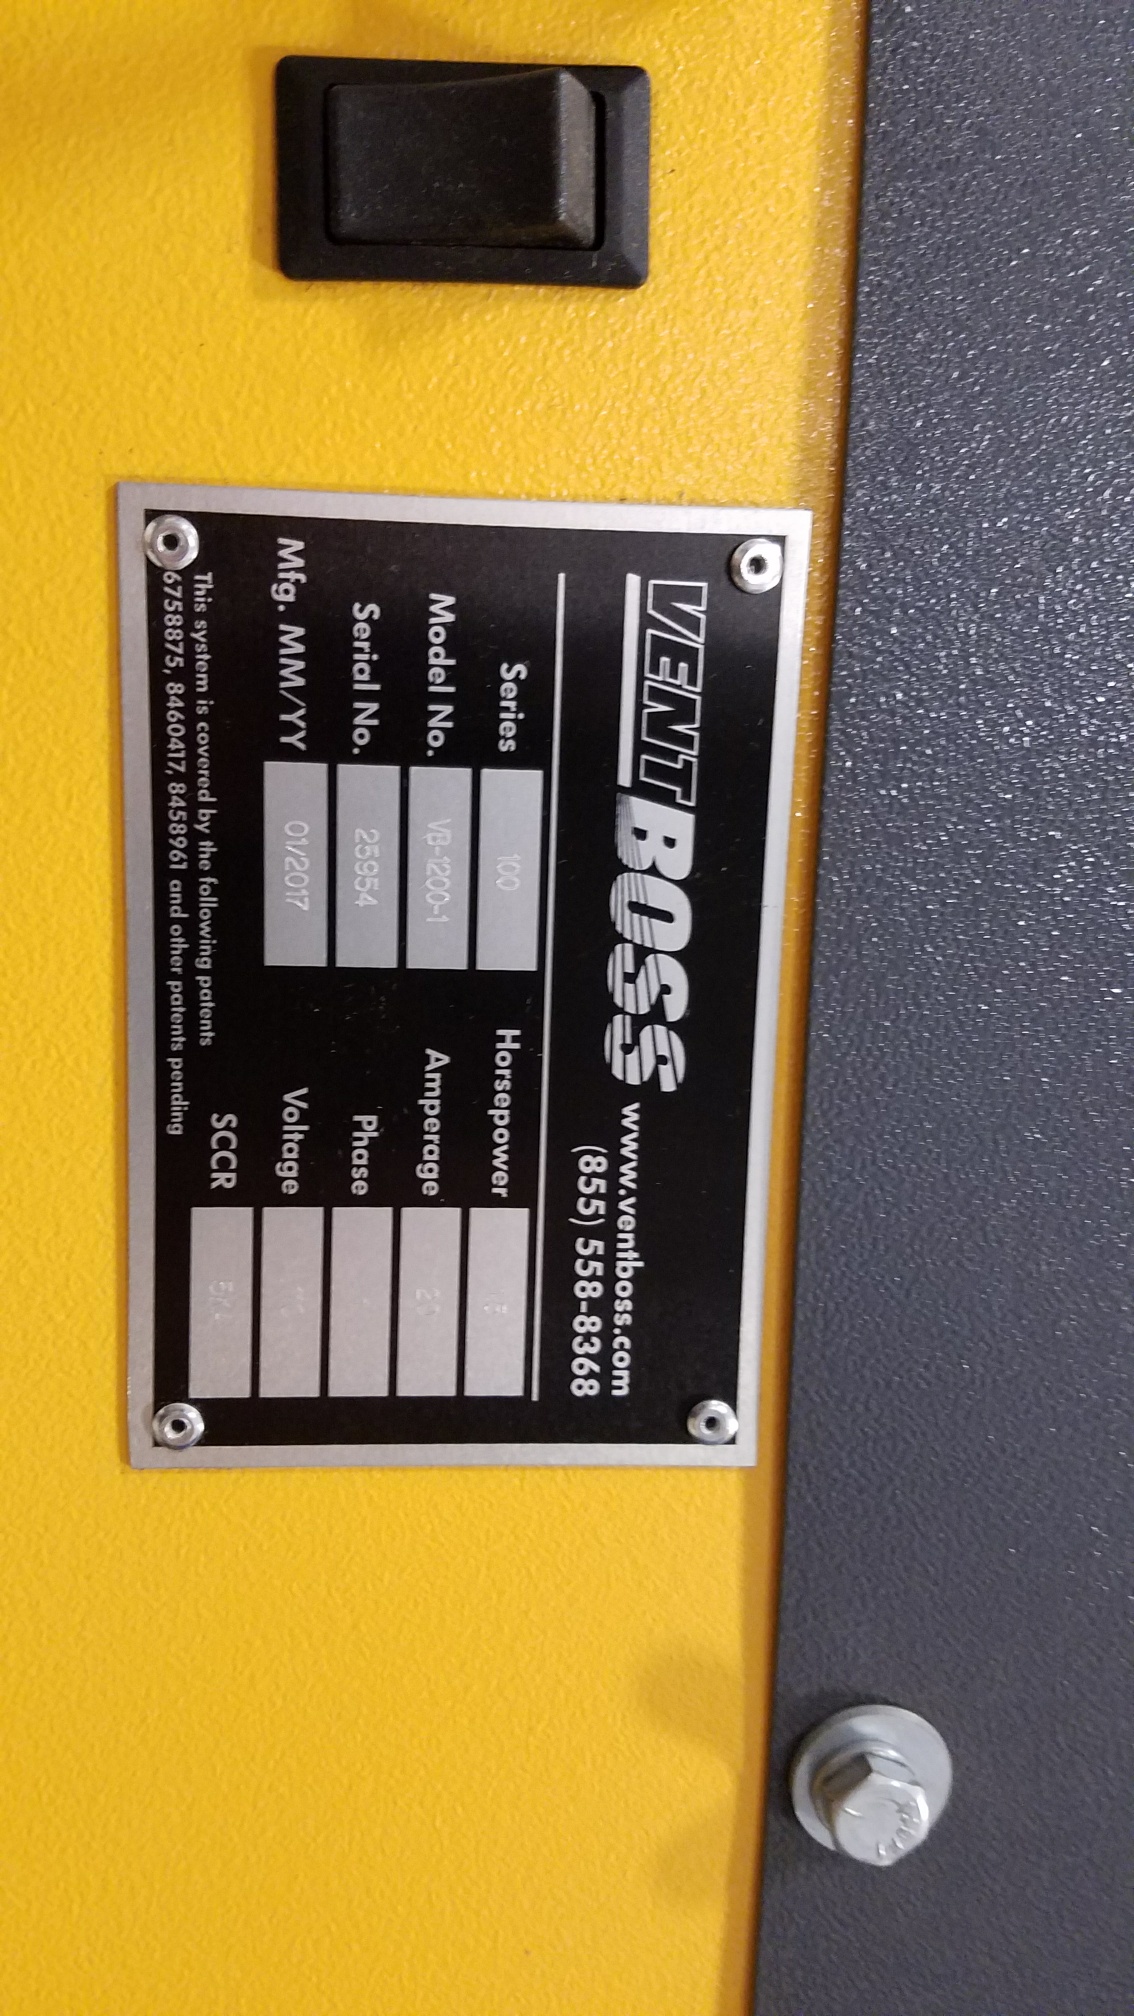 VENTBOSS www.ventboss.com
(855) 558-8368
Series 100
Model No. VB-1200-1
Serial No. 25954
Mfg. MM/YY 01/2017
Horsepower
Amperage 20
Phase
Voltage
SCCR
This system is covered by the following patents
6758875, 8460417, 8458961 and other patents pending